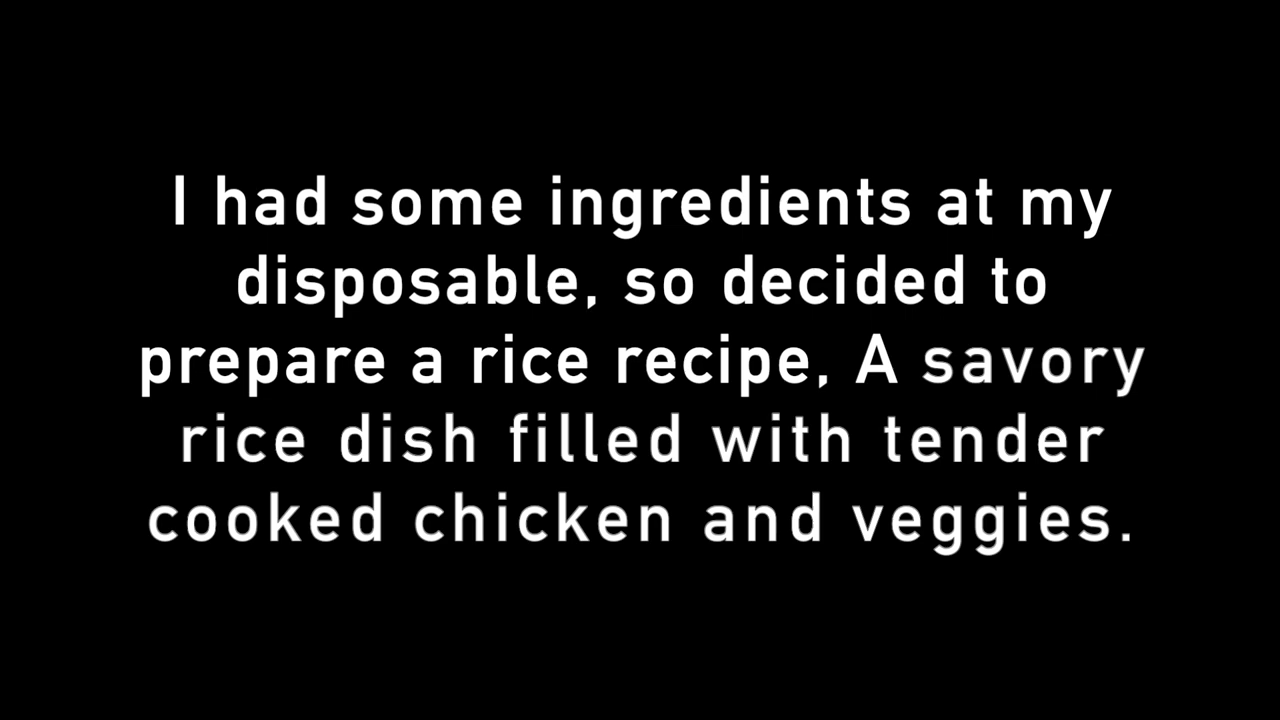 I had some ingredients at my
disposable, so decided to
prepare a rice recipe, A savory
rice dish filled with tender
cooked chicken and veggies.